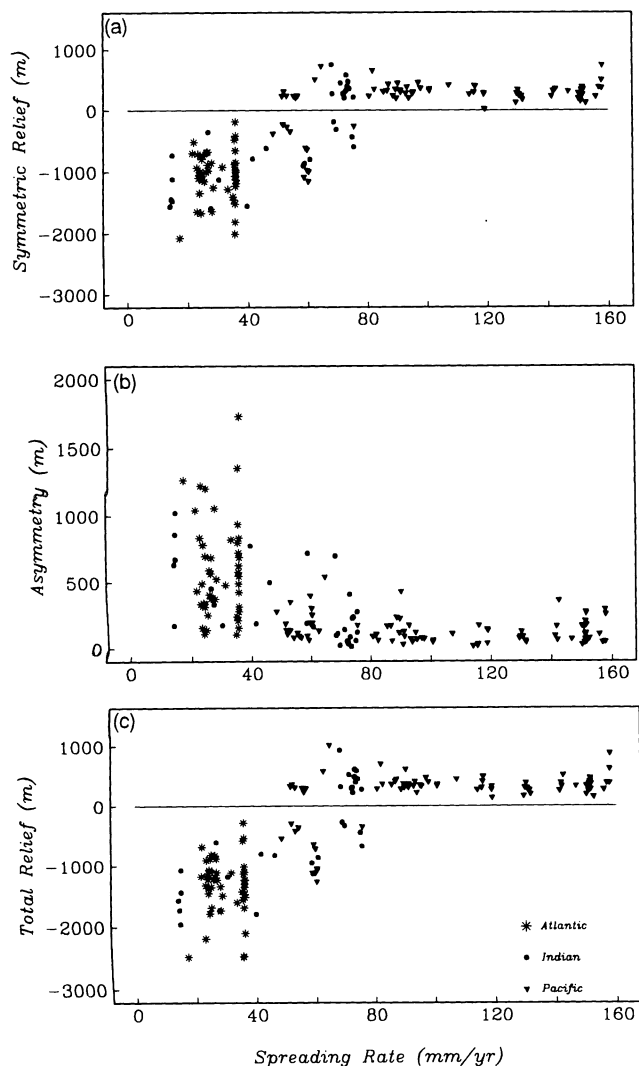 (a)
Symmetric Relief (m)
1000
0
-1000
-2000
-3000
0 40 80 120 160
(b)
Asymmetry (m)
2000
1500
1000
500
0
0 40 80 120 160
(c)
Total Relief (m)
1000
0
-1000
-2000
-3000
Atlantic
Indian
Pacific
0 40 80 120 160
Spreading Rate (mm/yr)